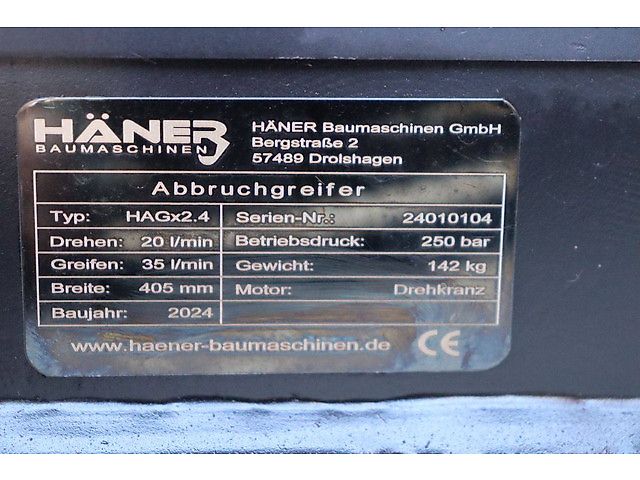 HÄNER
BAUMASCHINEN
HÄNER Baumaschinen GmbH
Bergstraße 2
57489 Drolshagen
Abbruchgreifer
Typ: HAGx2.4 Serien-Nr.: 24010104
Drehen: 20 l/min Betriebsdruck: 250 bar
Greifen: 35 l/min Gewicht: 142 kg
Breite: 405 mm Motor: Drehkranz
Baujahr: 2024
www.haener-baumaschinen.de CE